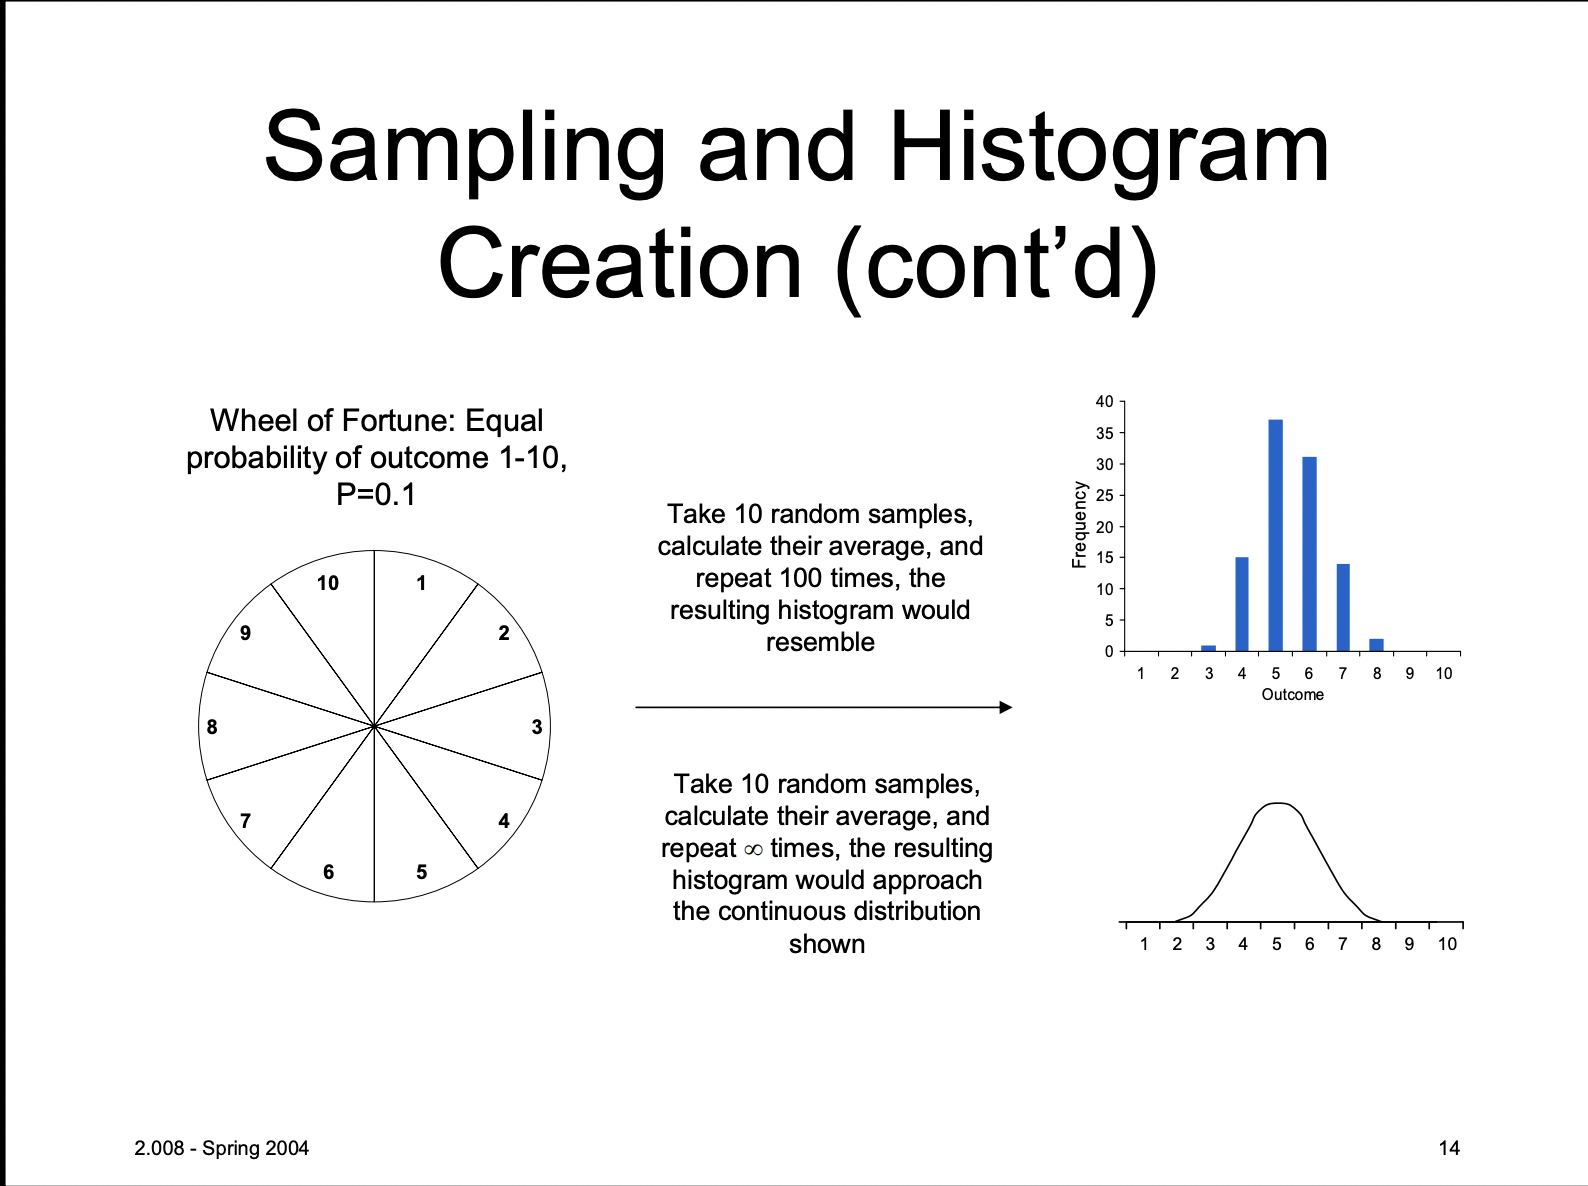 Sampling and Histogram
Creation (cont’d)
Wheel of Fortune: Equal
probability of outcome 1-10,
P=0.1
10
1
9
2
8
3
7
4
6
5
Take 10 random samples,
calculate their average, and
repeat 100 times, the
resulting histogram would
resemble
Take 10 random samples,
calculate their average, and
repeat ∞ times, the resulting
histogram would approach
the continuous distribution
shown
40
35
30
25
20
15
10
5
0
Frequency
1 2 3 4 5 6 7 8 9 10
Outcome
1 2 3 4 5 6 7 8 9 10
2.008 - Spring 2004
14